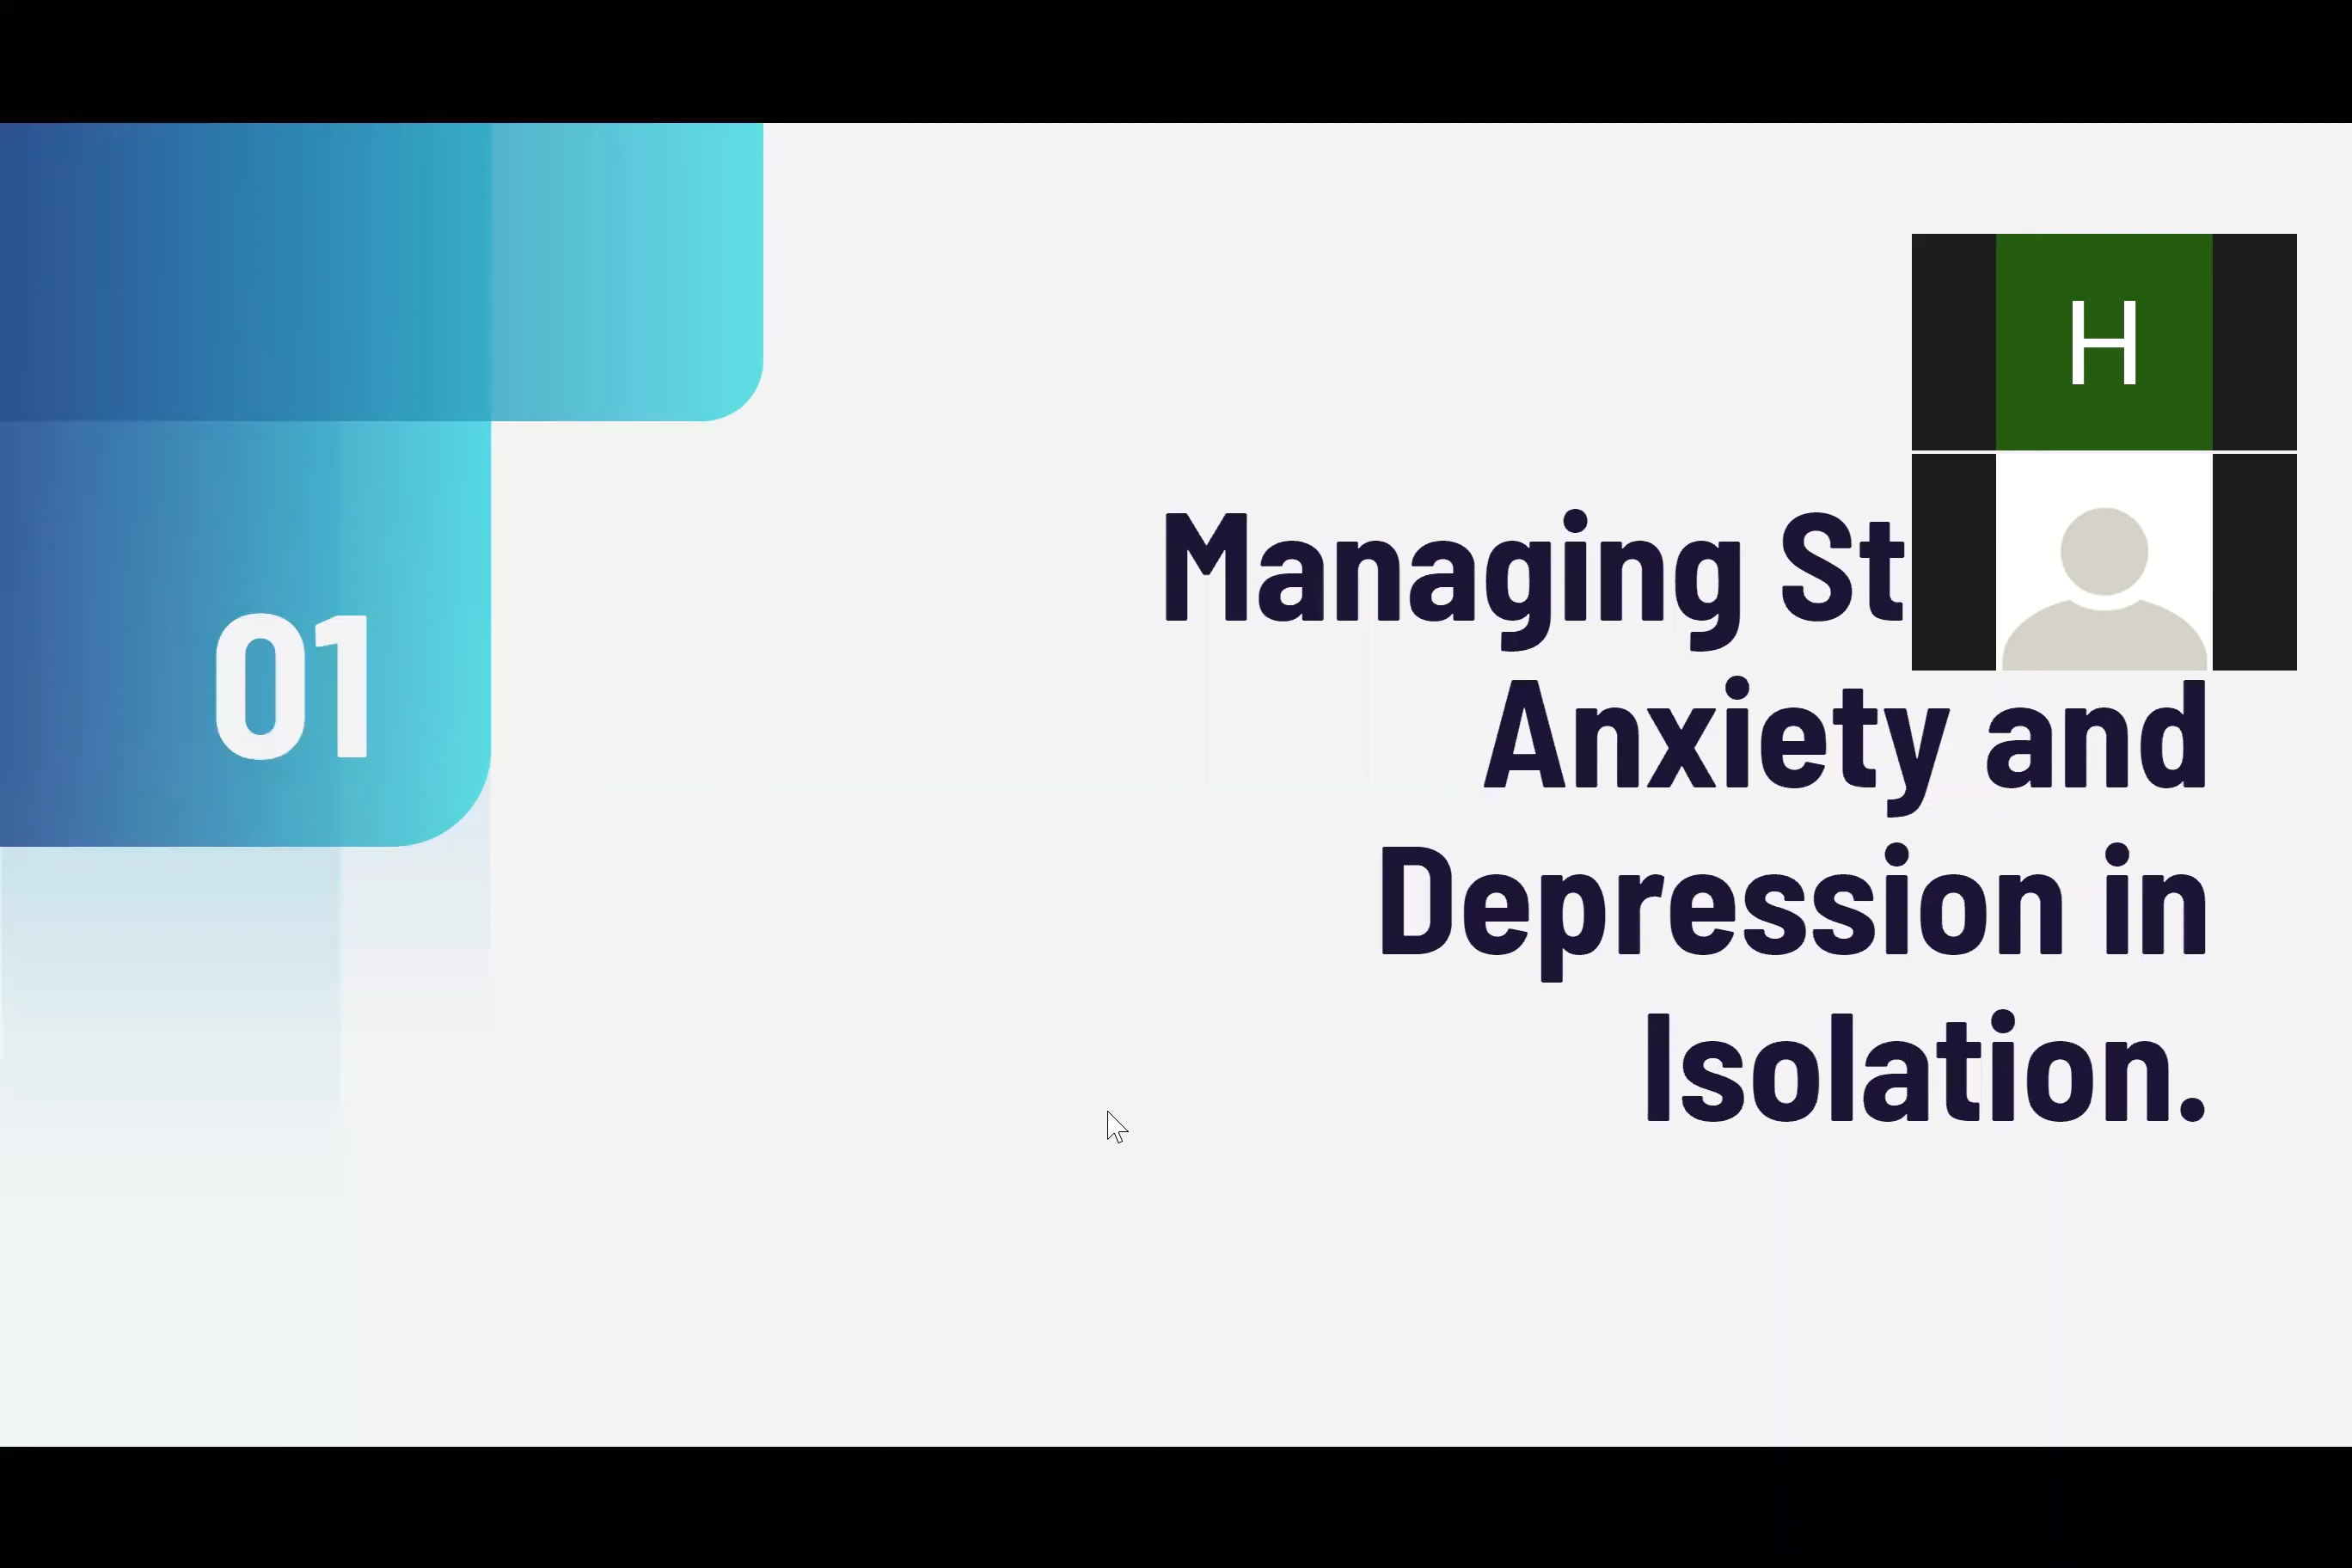 01
H
Managing St
Anxiety and
Depression in
Isolation.